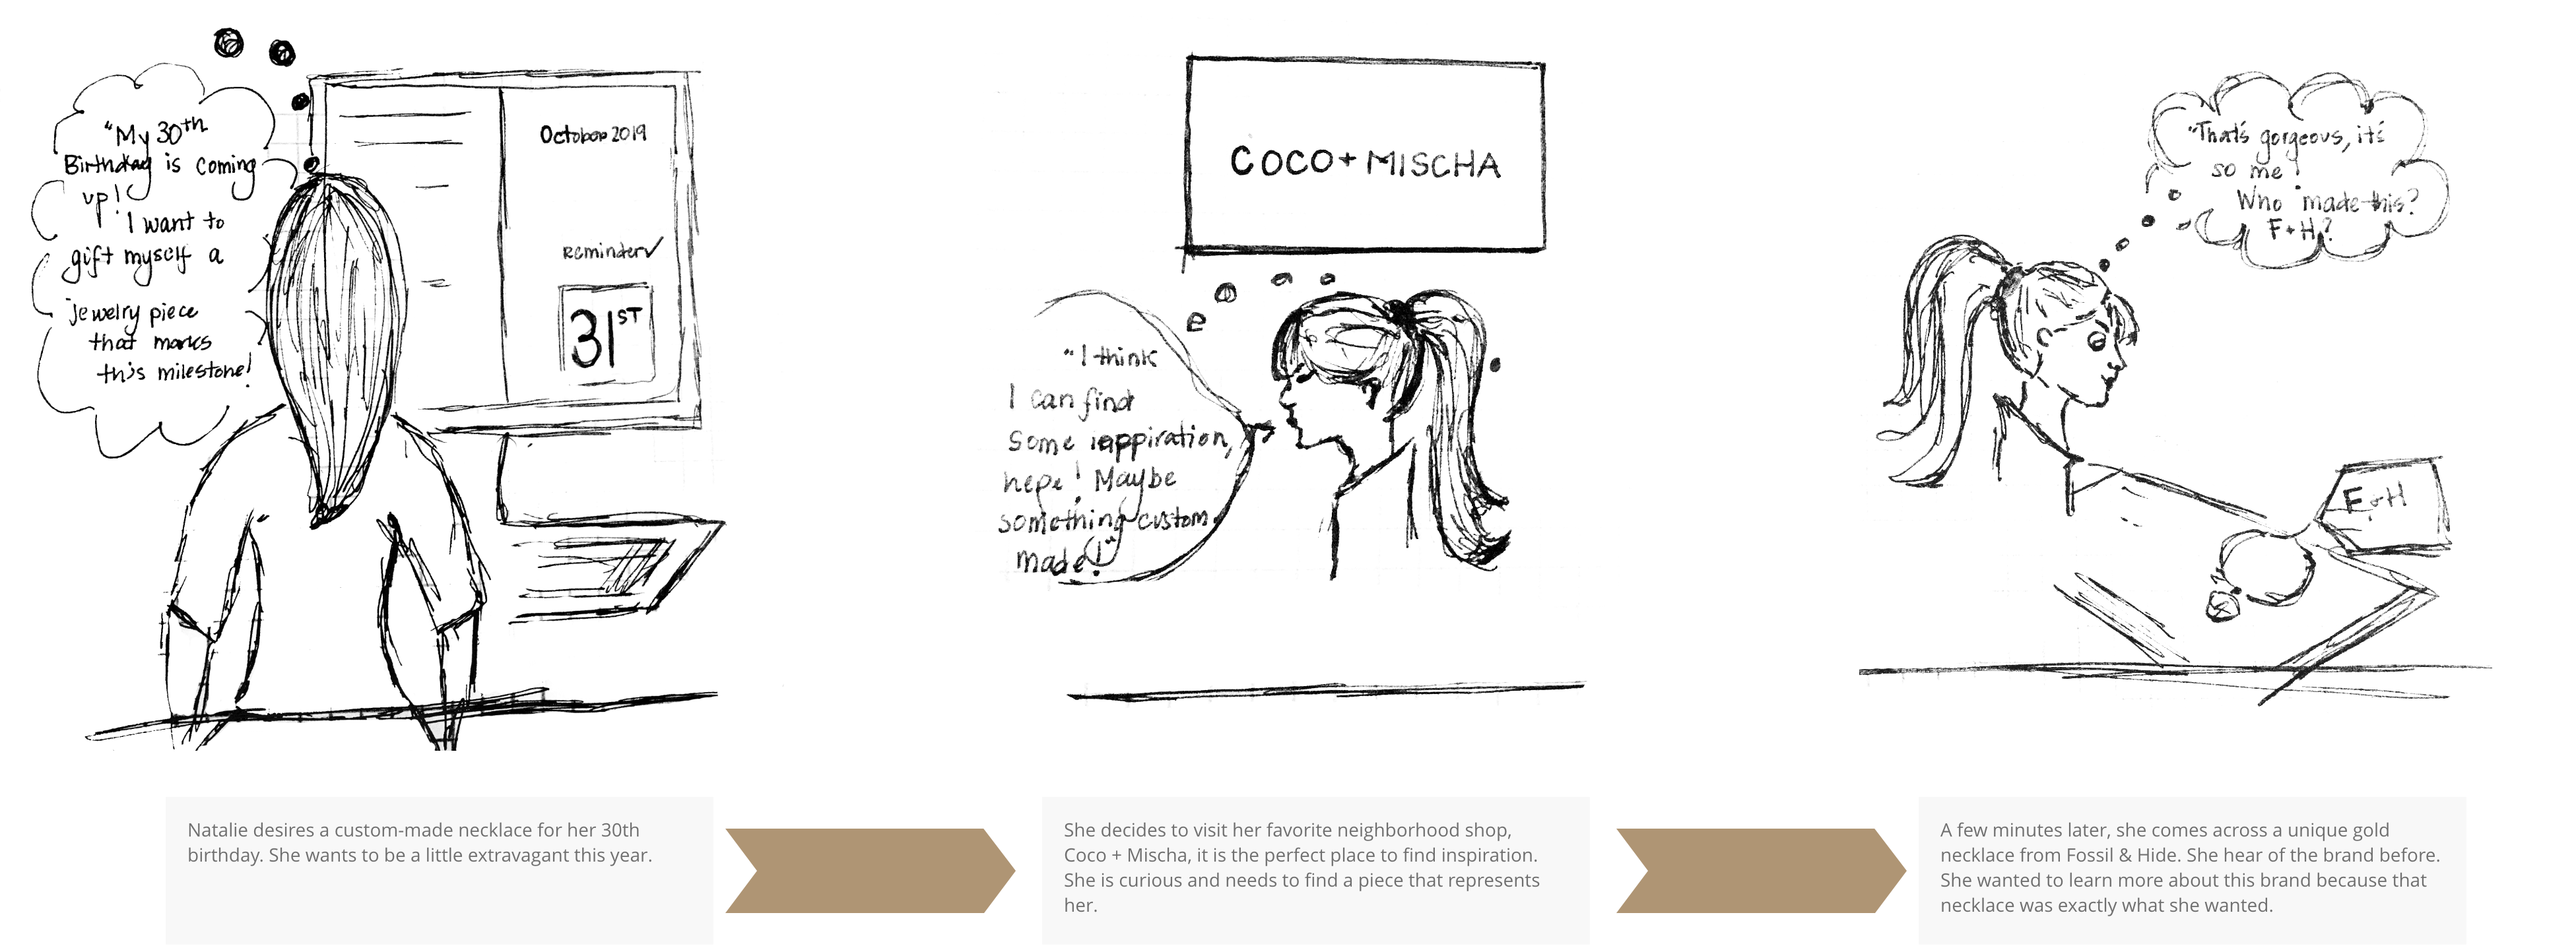 "My 30th
Birthday is coming
up!
"I want to
gift myself a
jewelry piece
that marks
this milestone!
October 2019
Reminder
31ST
COCO + MISCHA
"I think
I can find
some inspiration,
here! Maybe
something custom
made!"
"That's gorgeous, it's
so me!
Who made this?
F+H?
F+H
Natalie desires a custom-made necklace for her 30th
birthday. She wants to be a little extravagant this year.
She decides to visit her favorite neighborhood shop,
Coco + Mischa, it is the perfect place to find inspiration.
She is curious and needs to find a piece that represents
her.
A few minutes later, she comes across a unique gold
necklace from Fossil & Hide. She hear of the brand before.
She wanted to learn more about this brand because that
necklace was exactly what she wanted.